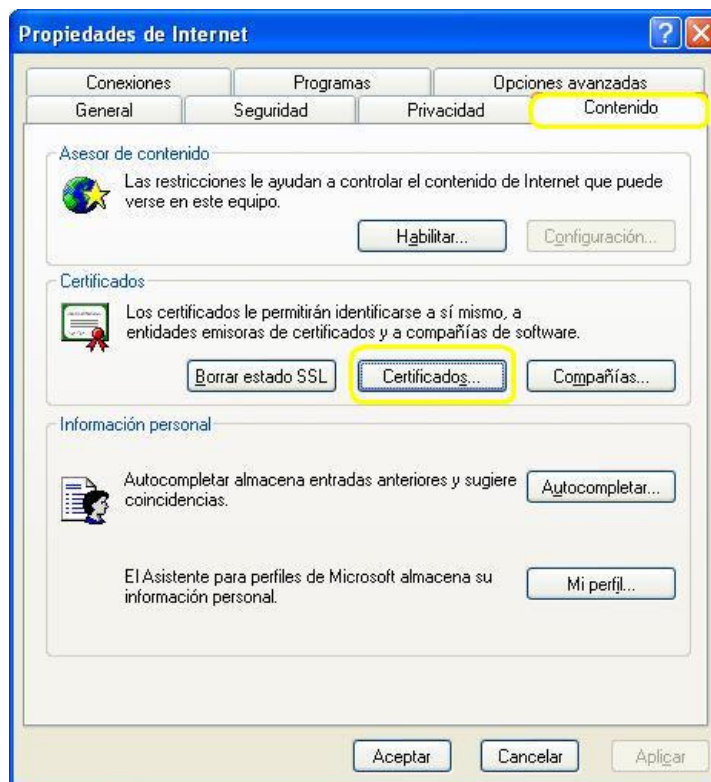 Propiedades de Internet
Conexiones Programas Opciones avanzadas
General Seguridad Privacidad Contenido
Asesor de contenido
Las restricciones le ayudan a controlar el contenido de Internet que puede
verse en este equipo.
Habilitar... Configuración...
Certificados
Los certificados le permitirán identificarse a sí mismo, a
entidades emisoras de certificados y a compañías de software.
Borrar estado SSL Certificados... Compañías...
Información personal
Autocompletar almacena entradas anteriores y sugiere
coincidencias.
Autocompletar...
El Asistente para perfiles de Microsoft almacena su
información personal.
Mi perfil...
Aceptar Cancelar Aplicar